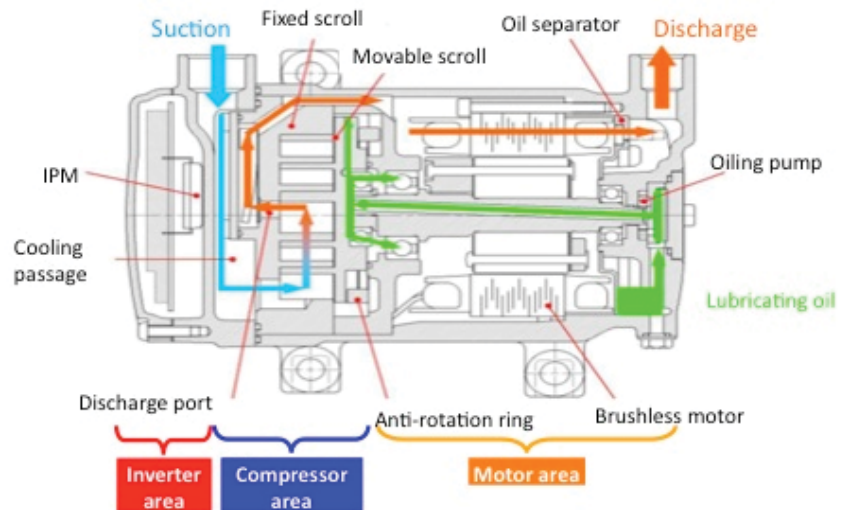 Suction
Fixed scroll
Oil separator
Discharge
Movable scroll
IPM
Oiling pump
Cooling
passage
Lubricating oil
Discharge port
Anti-rotation ring
Brushless motor
Inverter
area
Compressor
area
Motor area